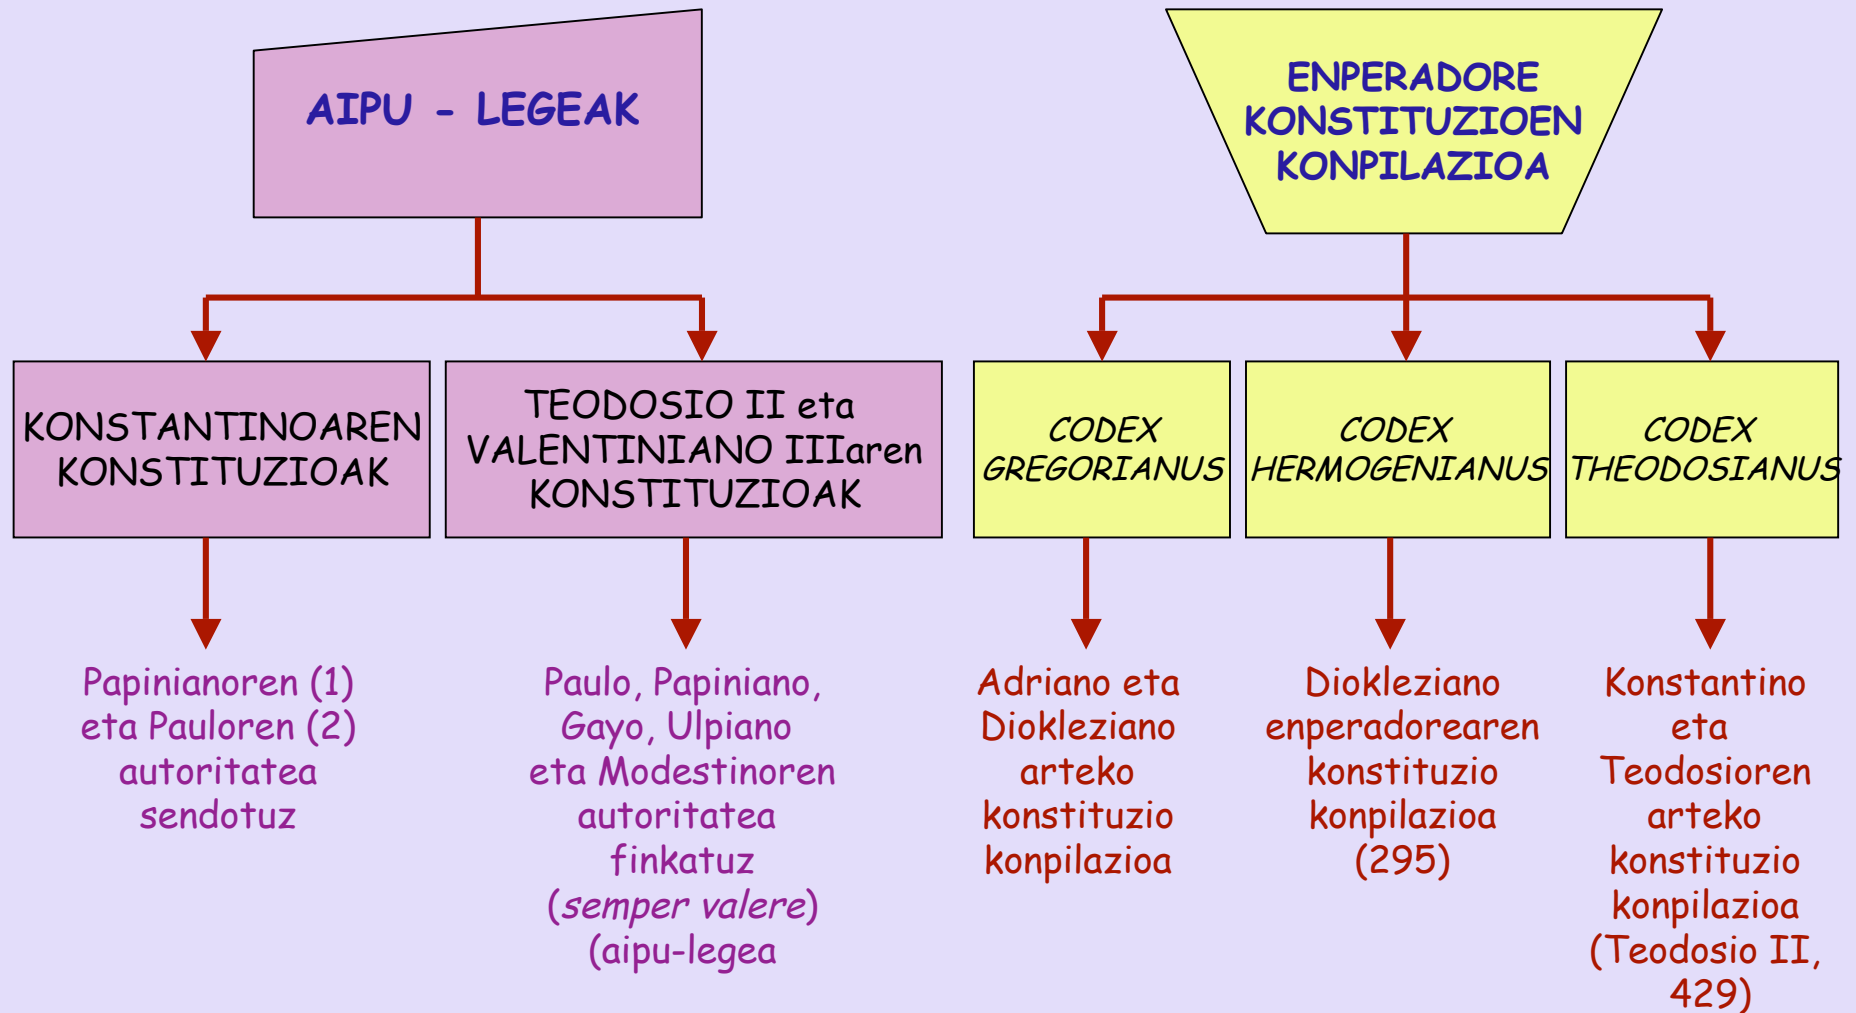 AIPU - LEGEAK
KONSTANTINOAREN
KONSTITUZIOAK
Papinianoren (1)
eta Pauloren (2)
autoritatea
sendotuz
TEODOSIO II eta
VALENTINIANO IIIaren
KONSTITUZIOAK
Paulo, Papiniano,
Gayo, Ulpiano
eta Modestinoren
autoritatea
finkatuz
(semper valere)
(aipu-legea
ENPERADORE
KONSTITUZIOEN
KONPILAZIOA
CODEX
GREGORIANUS
Adriano eta
Diokleziano
arteko
konstituzio
konpilazioa
CODEX
HERMOGENIANUS
Diokleziano
enperadorearen
konstituzio
konpilazioa
(295)
CODEX
THEODOSIANUS
Konstantino
eta
Teodosioren
arteko
konstituzio
konpilazioa
(Teodosio II,
429)